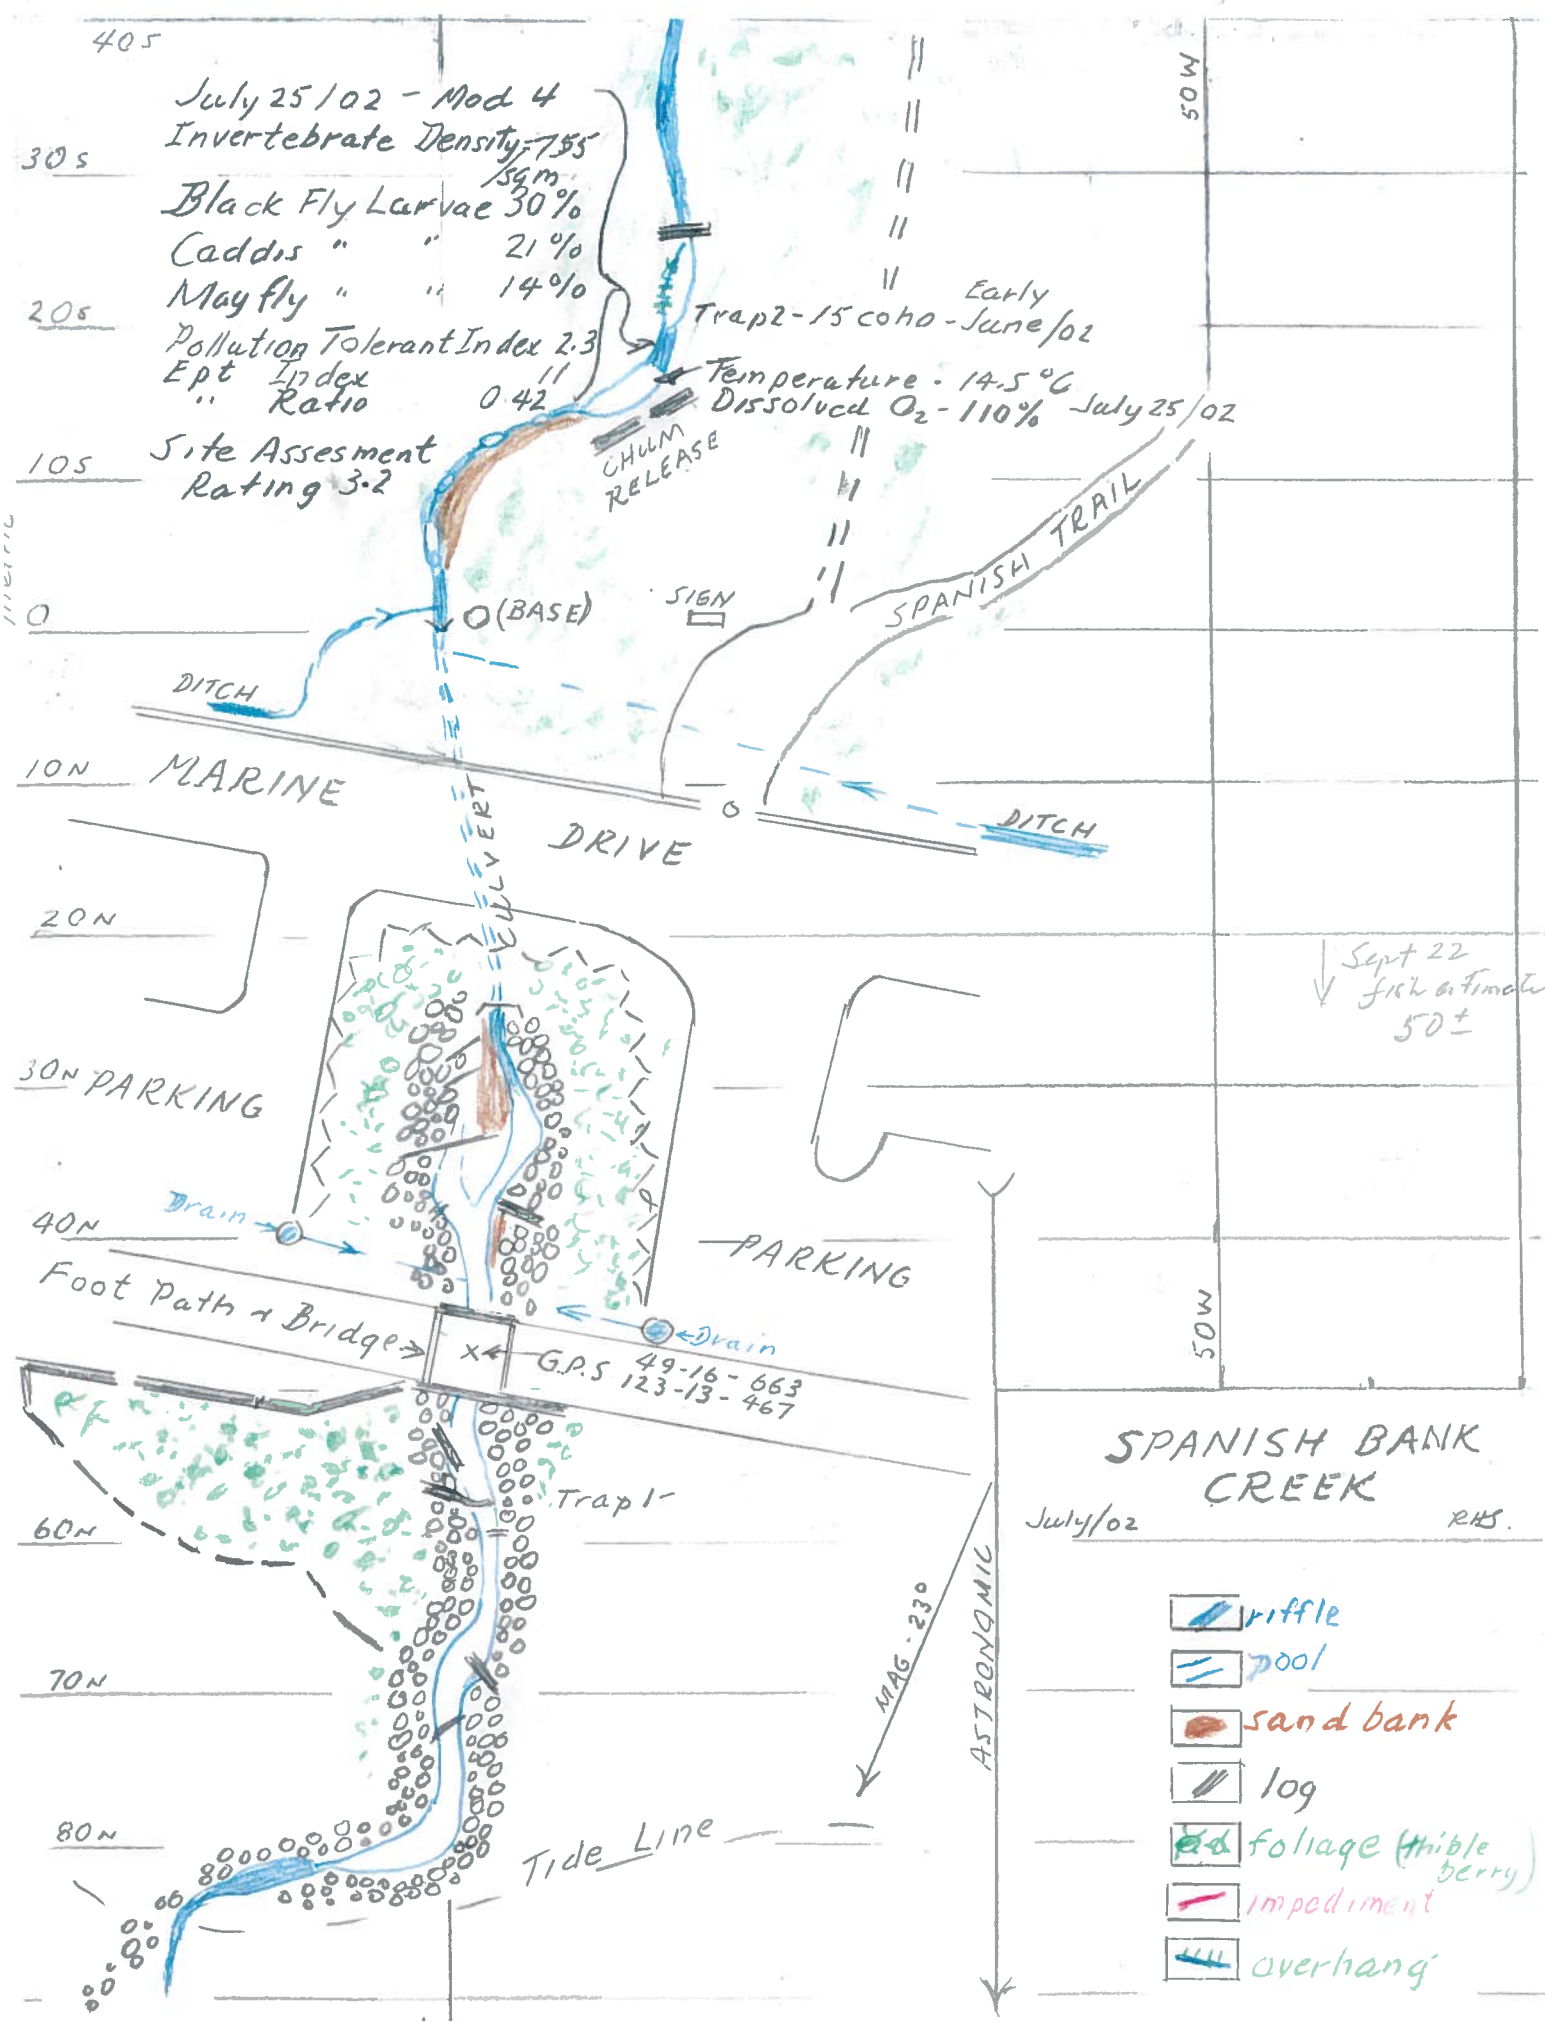 40s
July 25/02 - Mod 4
Invertebrate Density - 755
/sqm
30s
Black Fly Larvae 30%
Caddis " " 21%
Mayfly " " 14%
20s
Pollution Tolerant Index 2.3
Ept Index 11
" Ratio 0.42
Site Assesment
Rating 3.2
10s
metric
50W
Early
Trap2 - 15 coho - June/02
Temperature - 14.5°C
Dissolved O2 - 110% July 25/02
CHUM
RELEASE
SPANISH TRAIL
0
(BASE)
SIGN
DITCH
10N
MARINE
DRIVE
CULVERT
DITCH
20N
Sept 22
fish estimate
50±
30N
PARKING
Drain
40N
PARKING
Foot Path & Bridge
X
G.P.S 49-16-663
123-13-467
Drain
50W
SPANISH BANK
CREEK
July/02 RHS.
Trap 1-
60N
MAG - 23°
ASTRONOMIC
70N
80N
Tide Line
riffle
pool
sand bank
log
foliage (thible
berry)
impediment
overhang